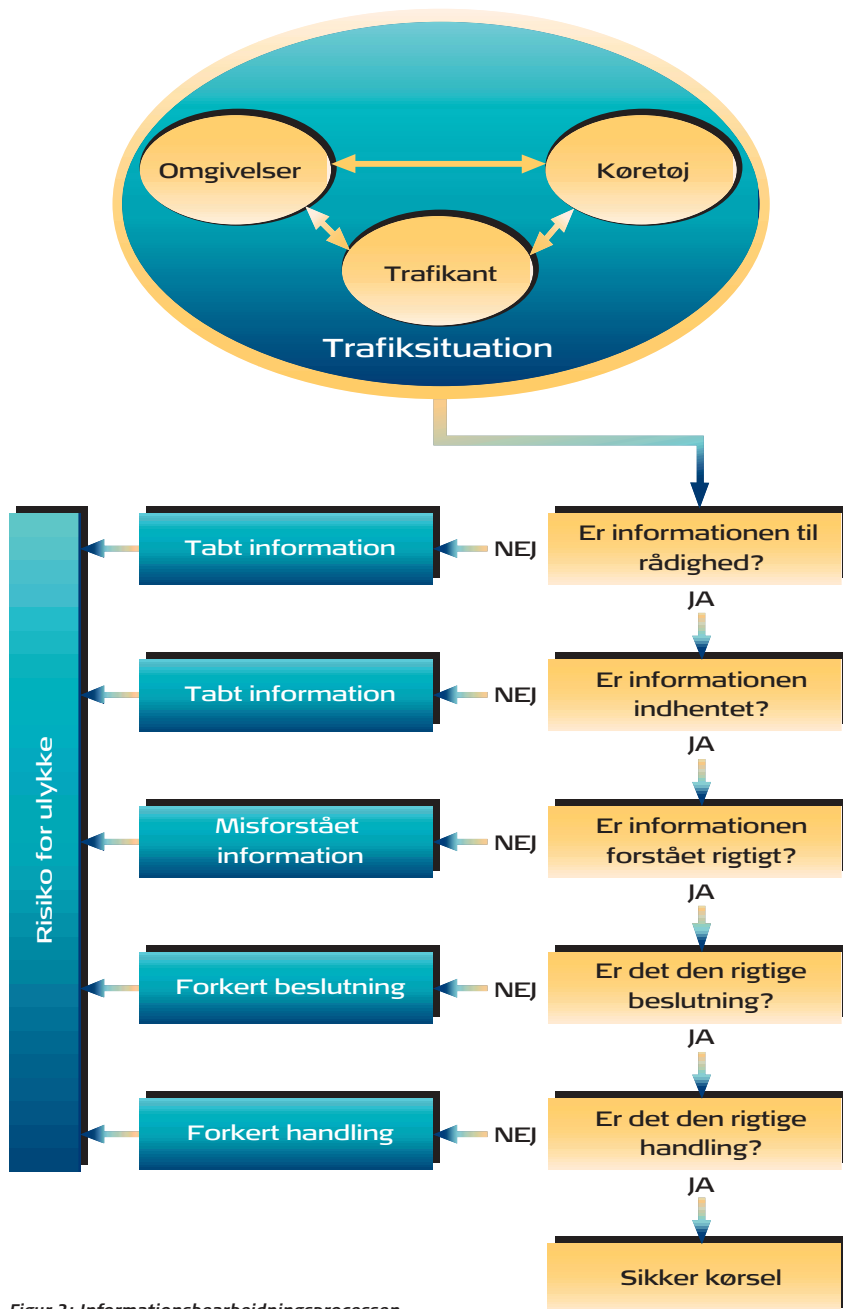 Omgivelser
Køretøj
Trafikant
Trafiksituation
Risiko for ulykke
Tabt information
NEJ
Er informationen til
rådighed?
JA
Tabt information
NEJ
Er informationen
indhentet?
JA
Misforstået
information
NEJ
Er informationen
forstået rigtigt?
JA
Forkert beslutning
NEJ
Er det den rigtige
beslutning?
JA
Forkert handling
NEJ
Er det den rigtige
handling?
JA
Sikker kørsel